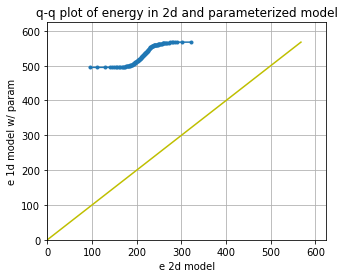 q-q plot of energy in 2d and parameterized model
600
500
400
300
200
100
0
e 1d model w/ param
0 100 200 300 400 500 600
e 2d model